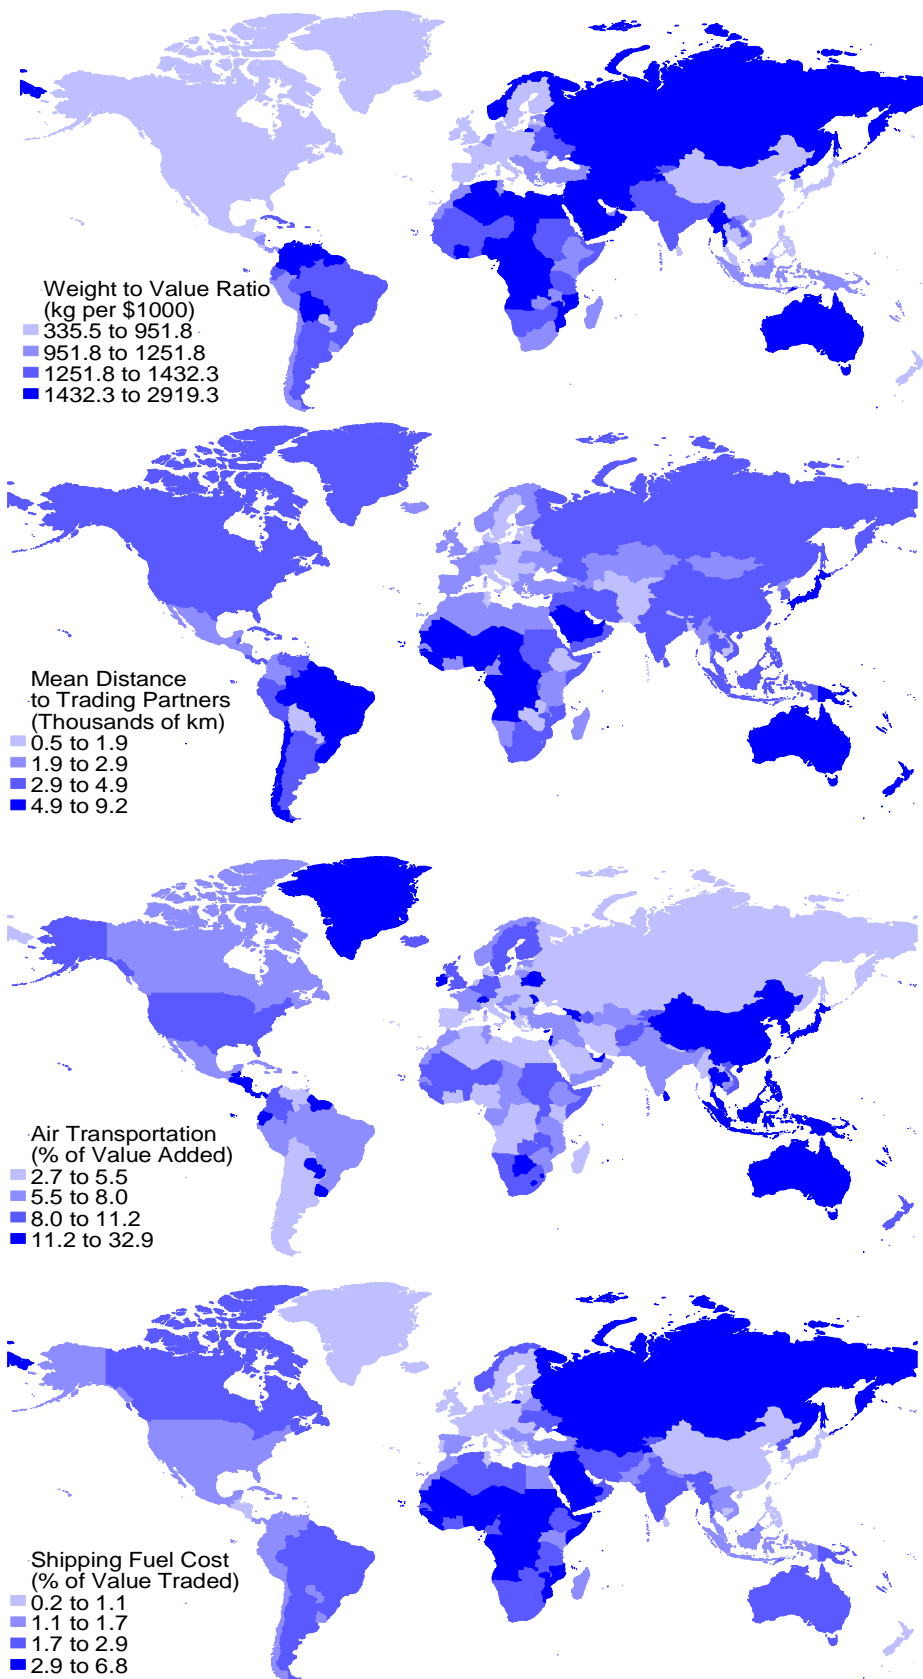 Weight to Value Ratio
(kg per $1000)
335.5 to 951.8
951.8 to 1251.8
1251.8 to 1432.3
1432.3 to 2919.3
Mean Distance
to Trading Partners
(Thousands of km)
0.5 to 1.9
1.9 to 2.9
2.9 to 4.9
4.9 to 9.2
Air Transportation
(% of Value Added)
2.7 to 5.5
5.5 to 8.0
8.0 to 11.2
11.2 to 32.9
Shipping Fuel Cost
(% of Value Traded)
0.2 to 1.1
1.1 to 1.7
1.7 to 2.9
2.9 to 6.8